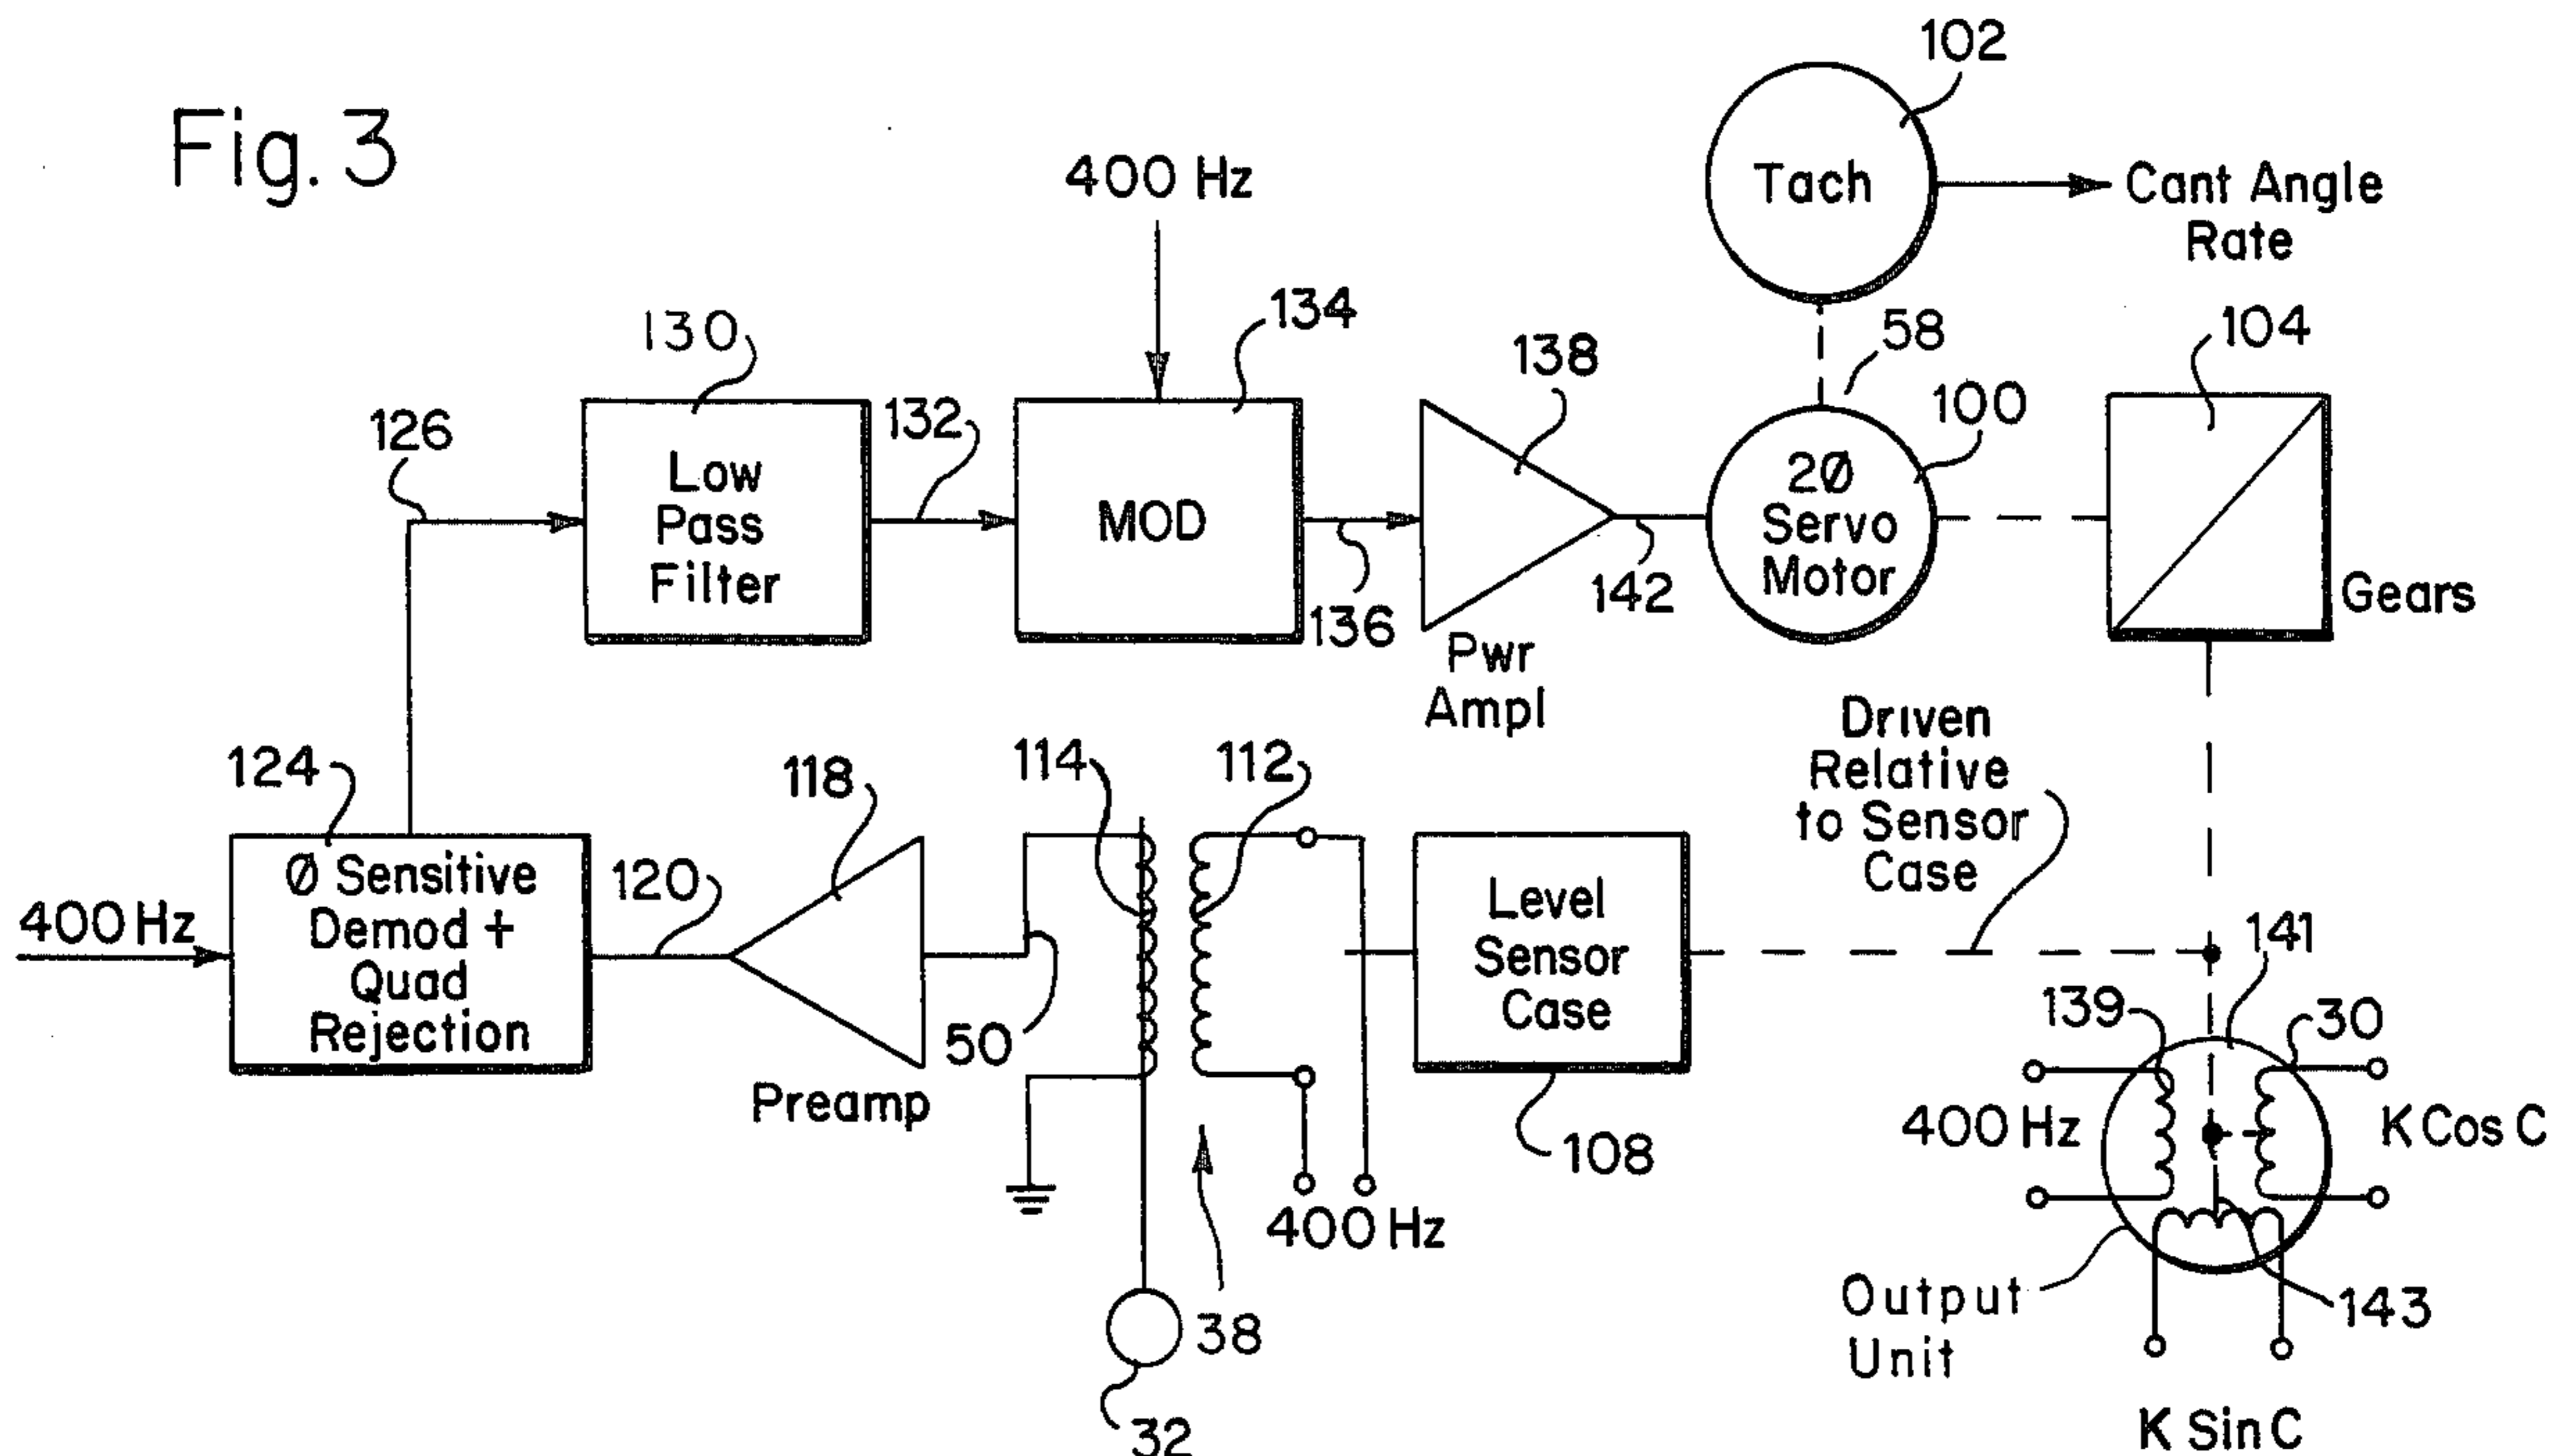 Fig. 3
102
Tach
Cant Angle
Rate
400 Hz
130
134
58
104
138
100
126
132
Low
Pass
Filter
MOD
2Ø
Servo
Motor
136
142
Gears
Pwr
Ampl
Driven
Relative
to Sensor
Case
124
118
114
112
Ø Sensitive
Demod +
Quad
Rejection
120
400 Hz
Level
Sensor
Case
141
50
139
30
Preamp
108
400 Hz
K Cos C
400 Hz
Output
Unit
143
38
32
K Sin C